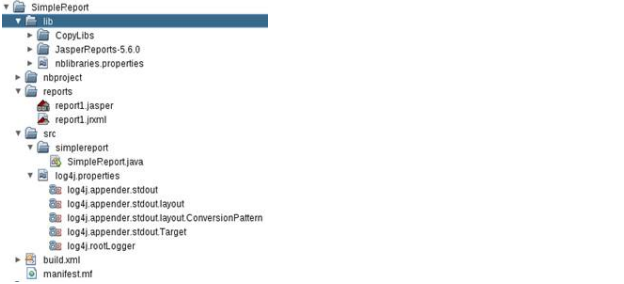 SimpleReport
lib
CopyLibs
JasperReports-5.6.0
nblibraries.properties
nbproject
reports
report1.jasper
report1.jrxml
src
simplereport
SimpleReport.java
log4j.properties
log4j.appender.stdout
log4j.appender.stdout.layout
log4j.appender.stdout.layout.ConversionPattern
log4j.appender.stdout.Target
log4j.rootLogger
build.xml
manifest.mf